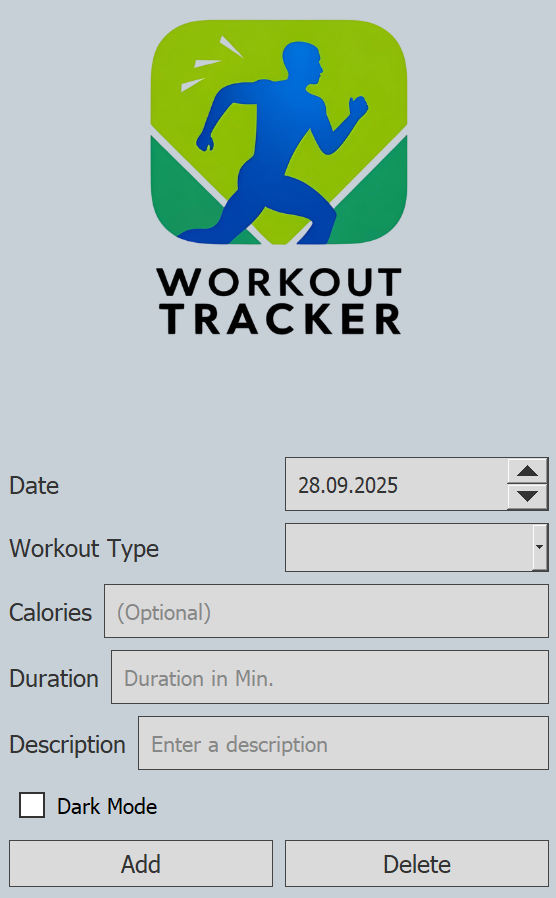 WORKOUT
TRACKER
Date
28.09.2025
Workout Type
Calories
(Optional)
Duration
Duration in Min.
Description
Enter a description
Dark Mode
Add
Delete